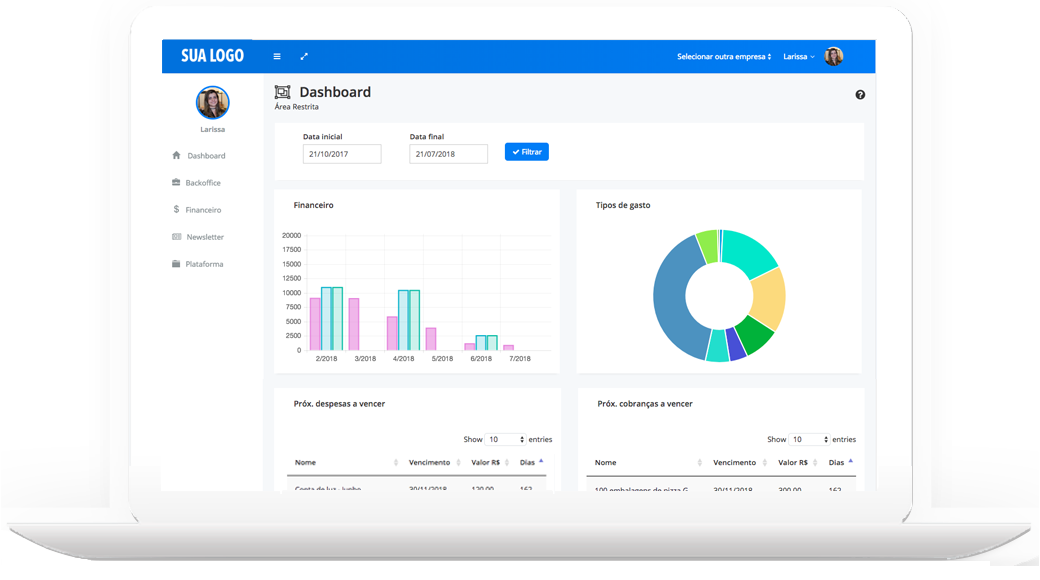 SUA LOGO
Selecionar outra empresa
Larissa
Larissa
Dashboard
Backoffice
Financeiro
Newsletter
Plataforma
Dashboard
Área Restrita
Data inicial
Data final
21/10/2017
21/07/2018
Filtrar
Financeiro
20000
17500
15000
12500
10000
7500
5000
2500
0
2/2018 3/2018 4/2018 5/2018 6/2018 7/2018
Tipos de gasto
Próx. despesas a vencer
Show 10 entries
Nome Vencimento Valor R$ Dias
Conta de luz - Junho 30/11/2018 120.00 162
Próx. cobranças a vencer
Show 10 entries
Nome Vencimento Valor R$ Dias
100 embalagens de pizza G 30/11/2018 300.00 162